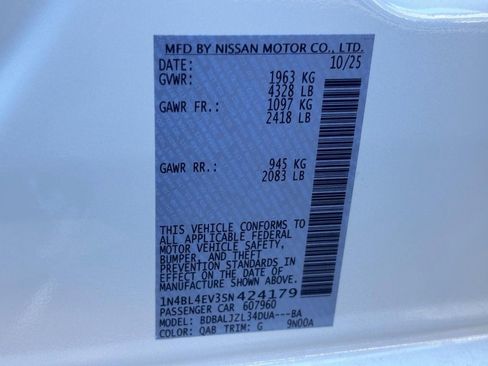 MFD BY NISSAN MOTOR CO., LTD.
DATE: 10/25
GVWR: 1963 KG
4328 LB
GAWR FR.: 1097 KG
2418 LB
GAWR RR.: 945 KG
2083 LB
THIS VEHICLE CONFORMS TO
ALL APPLICABLE FEDERAL
MOTOR VEHICLE SAFETY,
BUMPER, AND THEFT
PREVENTION STANDARDS IN
EFFECT ON THE DATE OF
MANUFACTURE SHOWN ABOVE.
1N4BL4EV3SN424179
PASSENGER CAR 607960
MODEL: BDBALJZL34DUA---BA
COLOR: QAB TRIM: G 9N00A